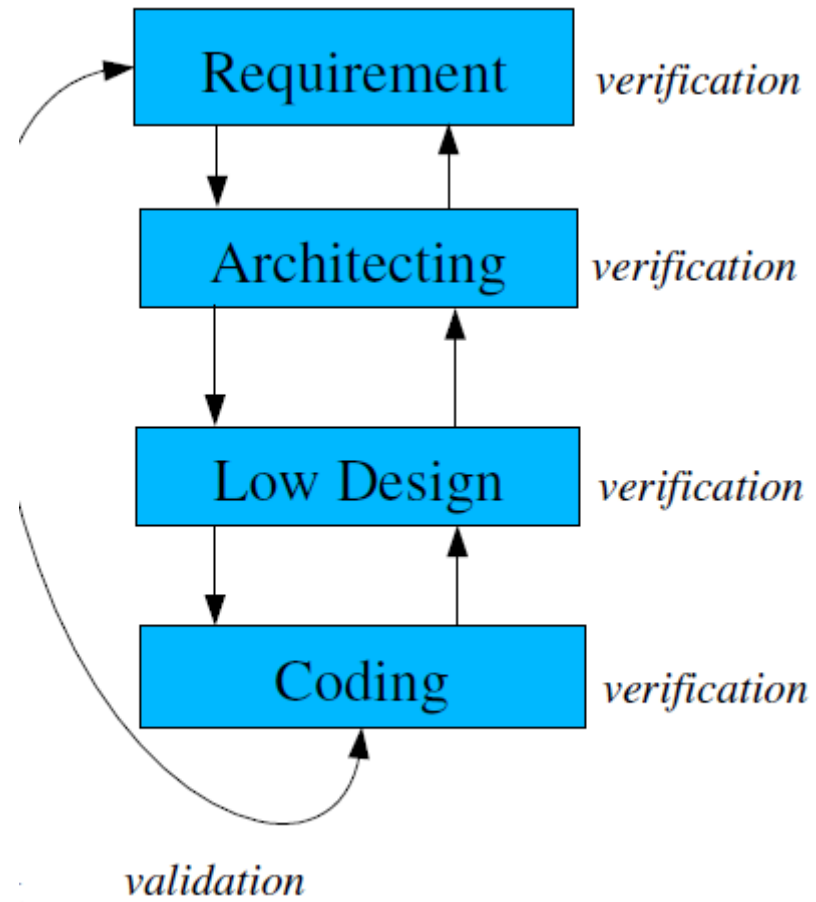 Requirement
verification
Architecting
verification
Low Design
verification
Coding
verification
validation